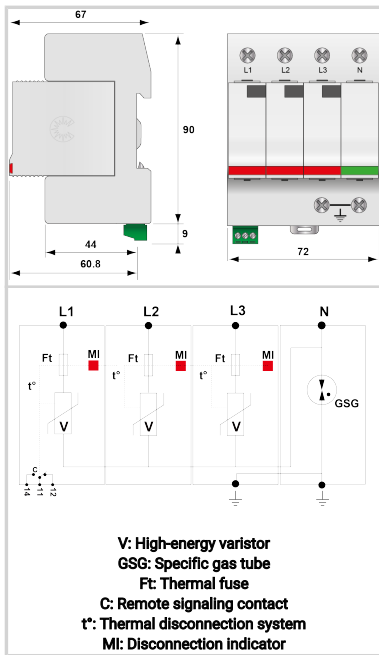 67
90
9
44
60.8
L1 L2 L3 N
72
L1 L2 L3 N
Ft MI Ft MI Ft MI
t° t° t°
GSG
V V V
C
14 11 12
V: High-energy varistor
GSG: Specific gas tube
Ft: Thermal fuse
C: Remote signaling contact
t°: Thermal disconnection system
MI: Disconnection indicator